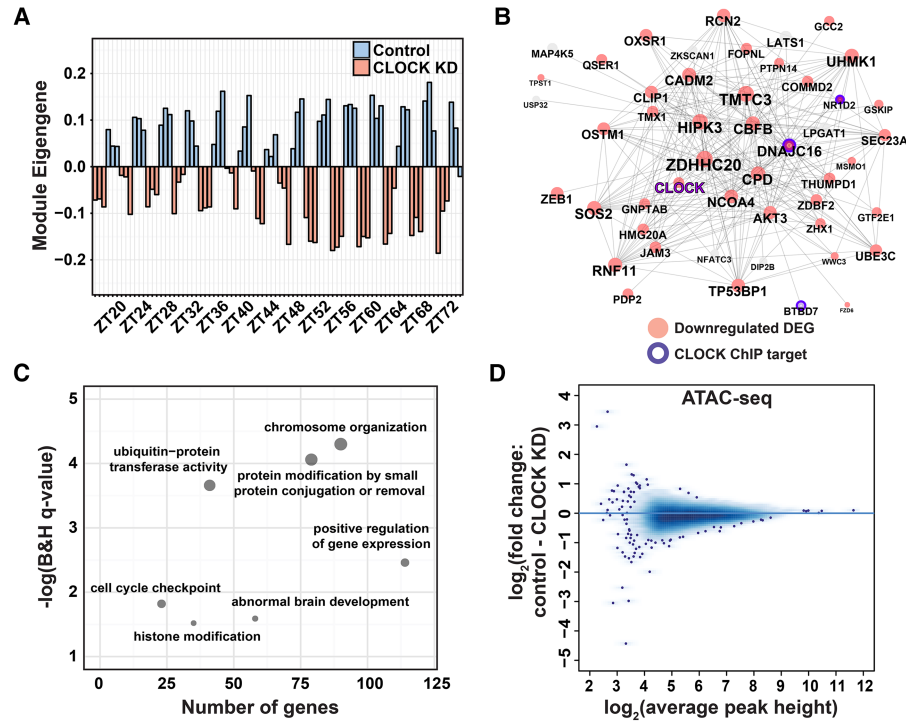 A
Module Eigengene
0.2
0.1
0.0
−0.1
−0.2
Control
CLOCK KD
ZT20
ZT24
ZT28
ZT32
ZT36
ZT40
ZT44
ZT48
ZT52
ZT56
ZT60
ZT64
ZT68
ZT72
B
RCN2
GCC2
OXSR1
LATS1
MAP4K5
ZKSCAN1
FOPNL
UHMK1
QSER1
PTPN14
TPST1
CADM2
COMMD2
CLIP1
TMTC3
NR1D2
USP32
TMX1
GSKIP
OSTM1
HIPK3
CBFB
LPGAT1
SEC23A
DNAJC16
ZDHHC20
MSMO1
CPD
THUMPD1
CLOCK
ZEB1
NCOA4
ZDBF2
SOS2
GNPTAB
AKT3
GTF2E1
ZHX1
HMG20A
JAM3
NFATC3
DIP2B
WWC3
UBE3C
RNF11
TP53BP1
PDP2
BTBD7
FZD6
Downregulated DEG
CLOCK ChIP target
C
-log(B&H q-value)
5
4
3
2
1
chromosome organization
ubiquitin−protein
transferase activity
protein modification by small
protein conjugation or removal
positive regulation
of gene expression
cell cycle checkpoint
abnormal brain development
histone modification
0
25
50
75
100
125
Number of genes
D
ATAC-seq
log2(fold change:
control - CLOCK KD)
4
3
2
1
0
-1
-2
-3
-4
-5
2
3
4
5
6
7
8
9
10
11
12
log2(average peak height)